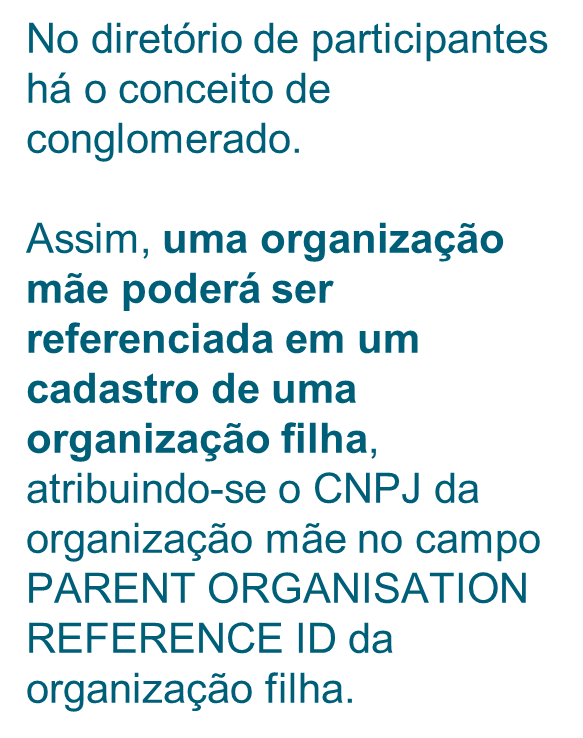 No diretório de participantes
há o conceito de
conglomerado.
Assim, uma organização
mãe poderá ser
referenciada em um
cadastro de uma
organização filha,
atribuindo-se o CNPJ da
organização mãe no campo
PARENT ORGANISATION
REFERENCE ID da
organização filha.